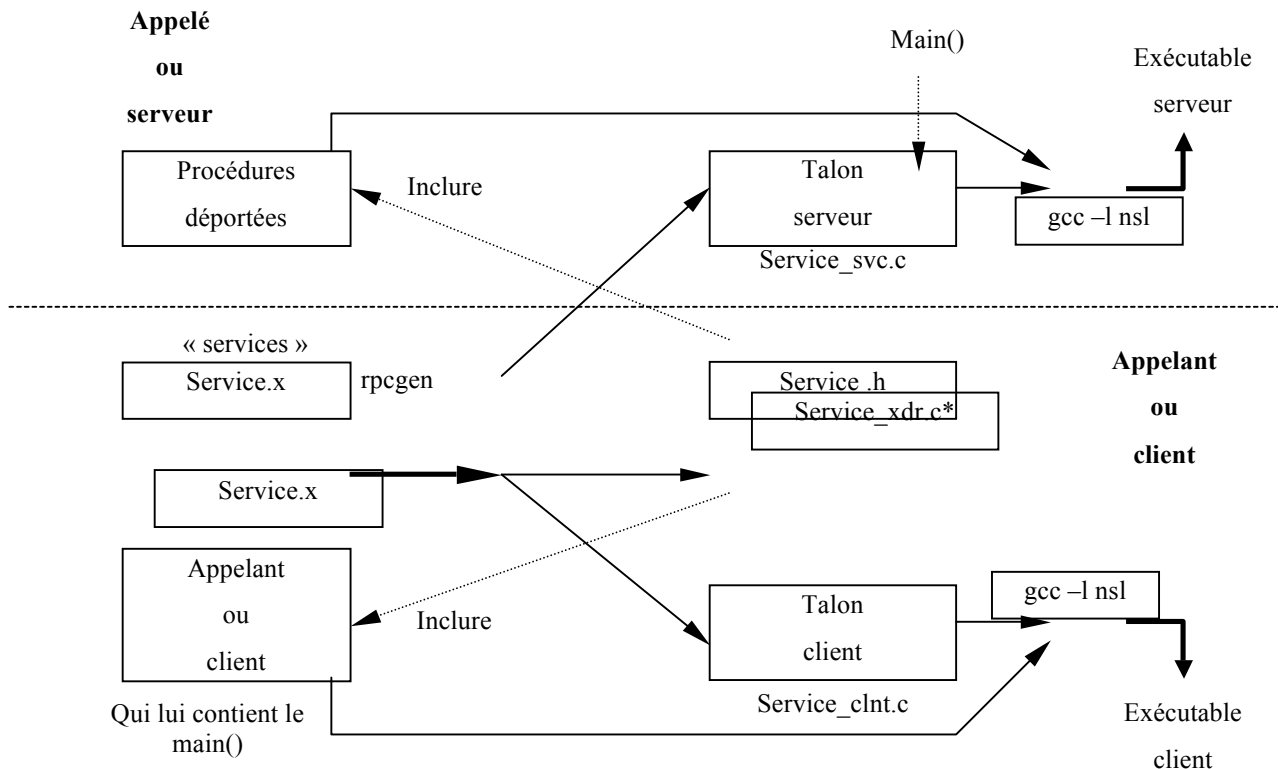 Appelé
ou
serveur
Main()
Exécutable
serveur
Procédures
déportées
Inclure
Talon
serveur
Service_svc.c
gcc –l nsl
« services »
Service.x
rpcgen
Service .h
Service_xdr.c*
Appelant
ou
client
Service.x
Appelant
ou
client
Inclure
Talon
client
Service_clnt.c
gcc –l nsl
Qui lui contient le
main()
Exécutable
client